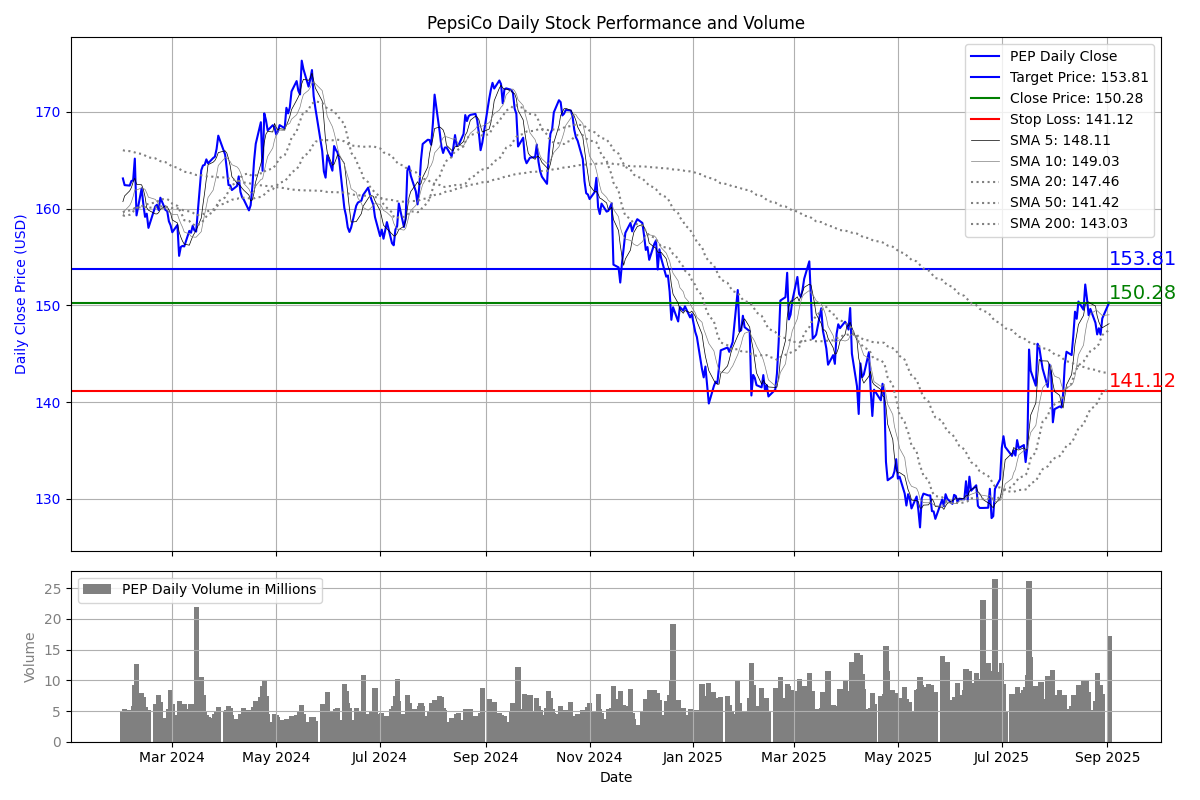 PepsiCo Daily Stock Performance and Volume
Daily Close Price (USD)
170
160
150
140
130
PEP Daily Close
Target Price: 153.81
Close Price: 150.28
Stop Loss: 141.12
SMA 5: 148.11
SMA 10: 149.03
SMA 20: 147.46
SMA 50: 141.42
SMA 200: 143.03
153.81
150.28
141.12
Volume
25
20
15
10
5
0
PEP Daily Volume in Millions
Mar 2024 May 2024 Jul 2024 Sep 2024 Nov 2024 Jan 2025 Mar 2025 May 2025 Jul 2025 Sep 2025
Date